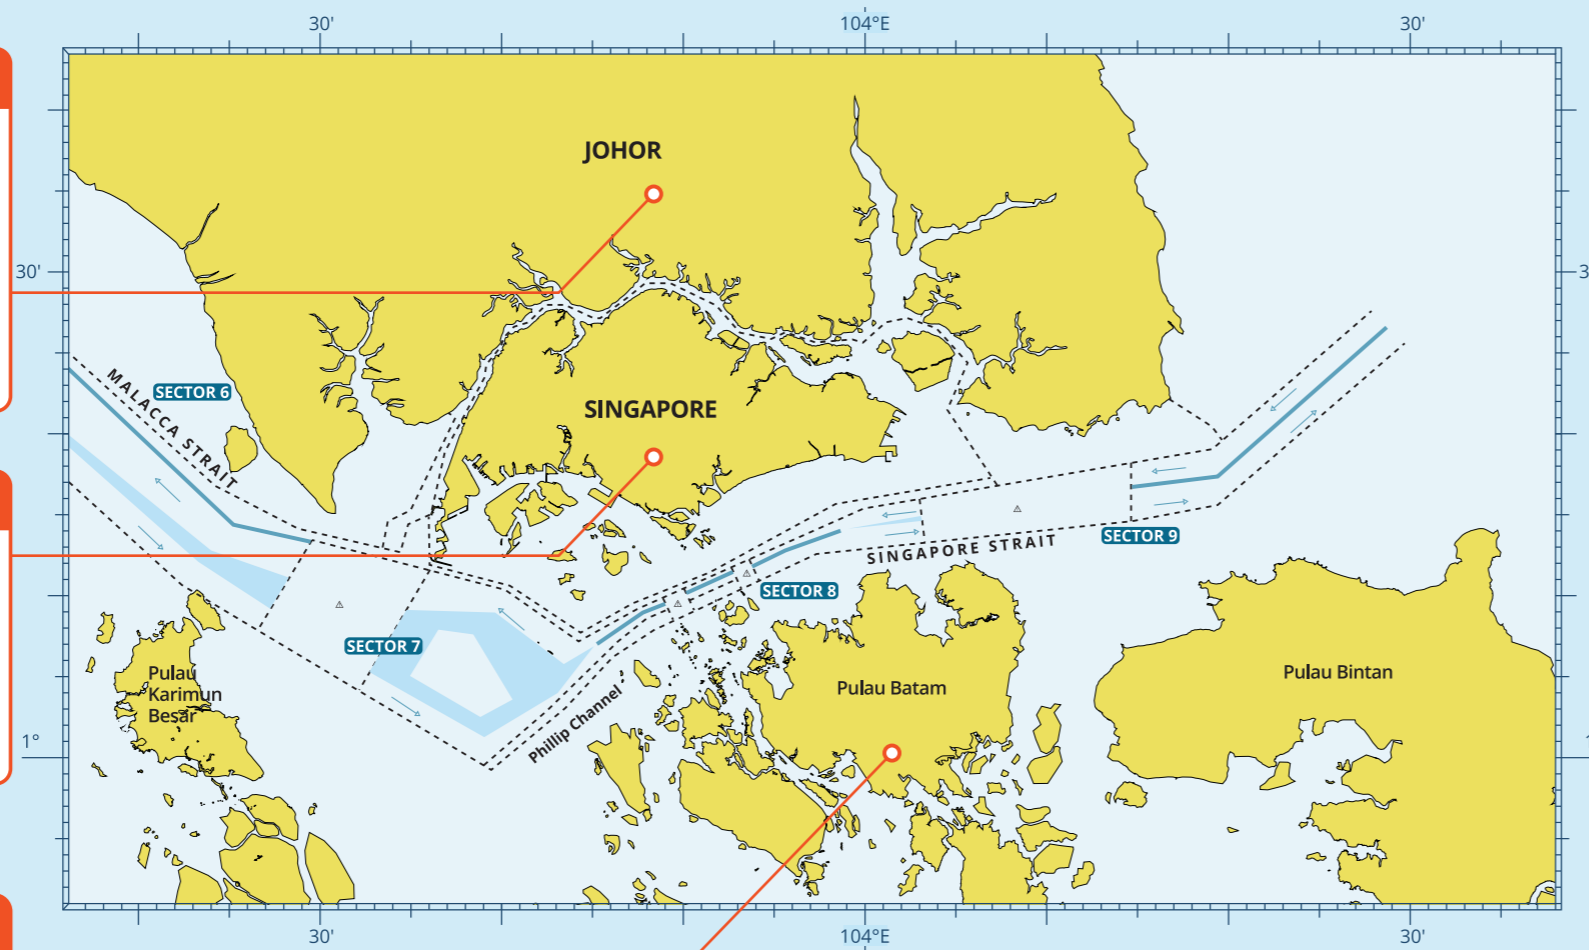 30'
104°E
30'
JOHOR
30'
3
SECTOR 6
MALACCA STRAIT
SINGAPORE
SECTOR 9
SINGAPORE STRAIT
SECTOR 8
SECTOR 7
Pulau
Karimun
Besar
Pulau Batam
Pulau Bintan
Phillip Channel
1°
30'
104°E
30'